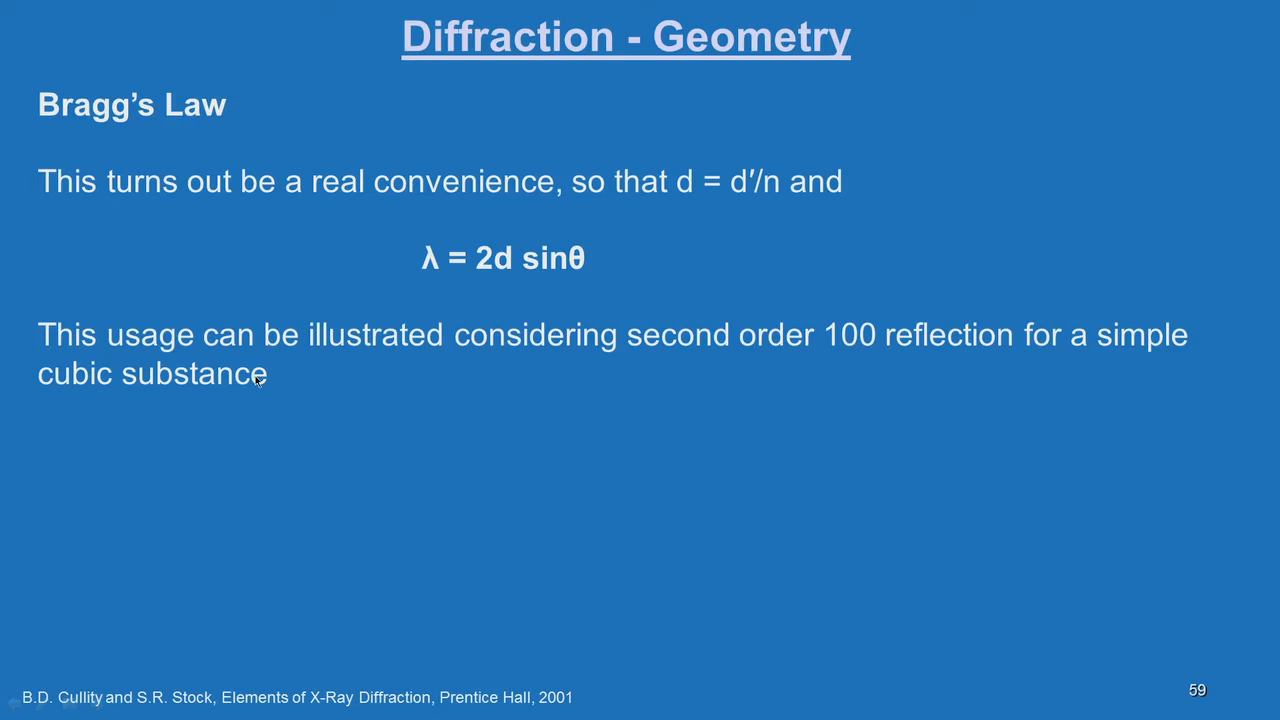 Diffraction - Geometry
Bragg’s Law
This turns out be a real convenience, so that d = d′/n and
λ = 2d sinθ
This usage can be illustrated considering second order 100 reflection for a simple
cubic substance
B.D. Cullity and S.R. Stock, Elements of X-Ray Diffraction, Prentice Hall, 2001
59